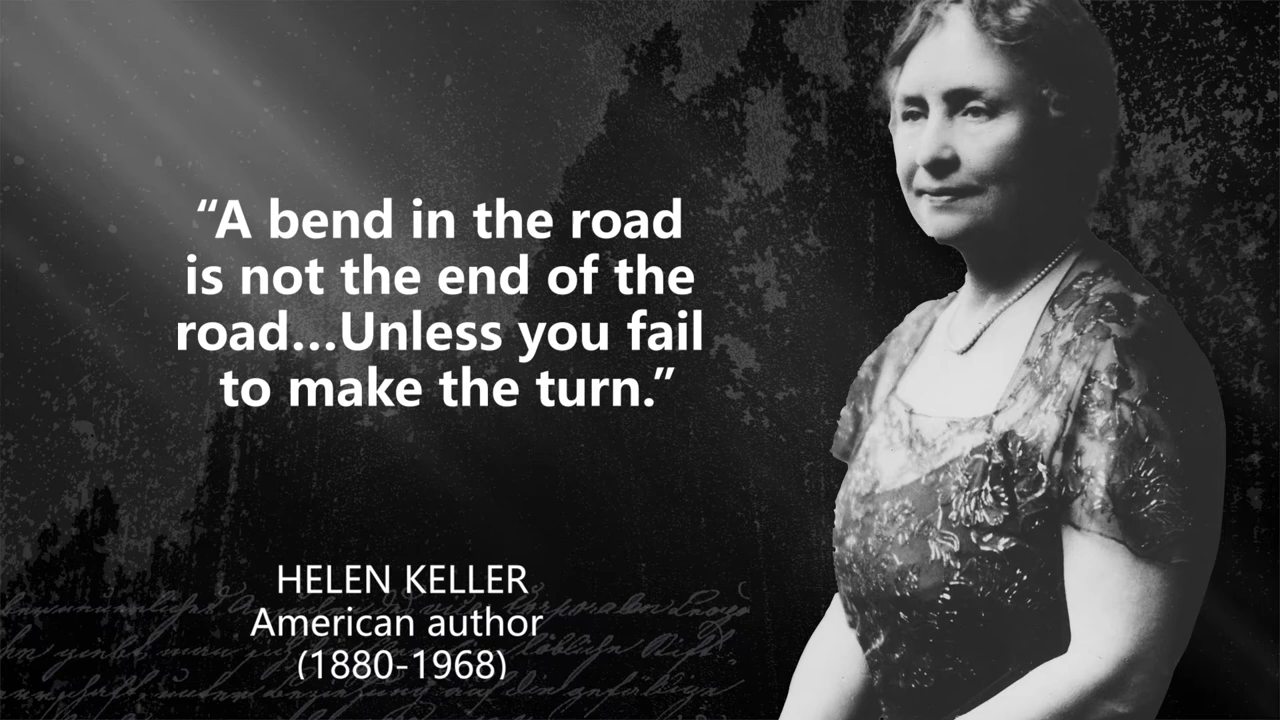 “A bend in the road
is not the end of the
road...Unless you fail
to make the turn.”
HELEN KELLER
American author
(1880-1968)